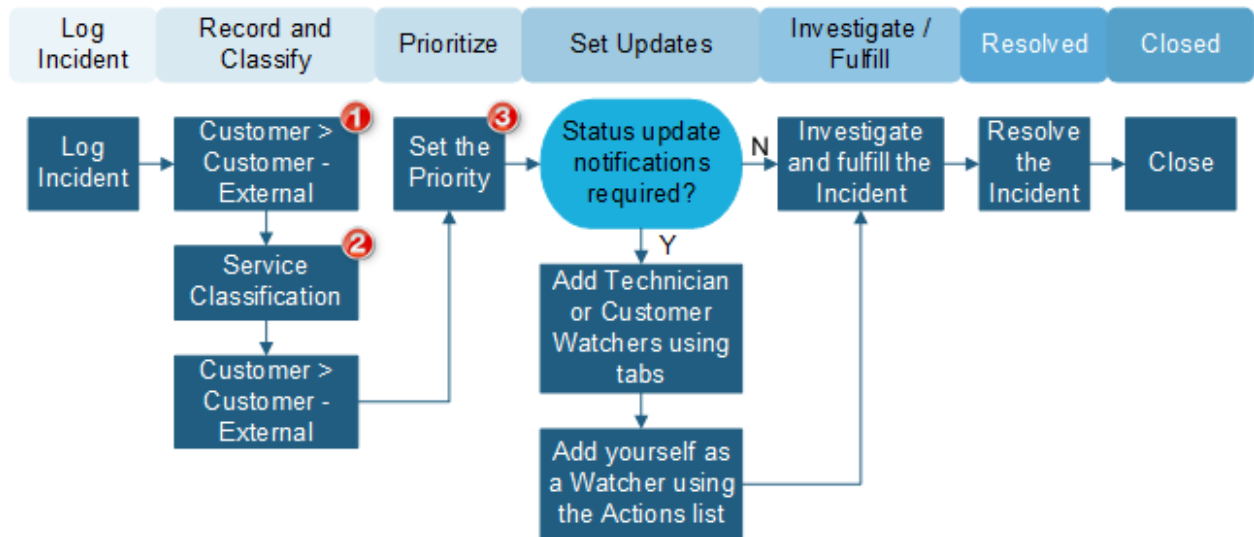 Log
Incident
Record and
Classify
Prioritize
Set Updates
Investigate /
Fulfill
Resolved
Closed
Log
Incident
1
Customer >
Customer -
External
2
Service
Classification
Customer >
Customer -
External
3
Set the
Priority
Status update
notifications
required?
N
Y
Add Technician
or Customer
Watchers using
tabs
Add yourself as
a Watcher using
the Actions list
Investigate
and fulfill the
Incident
Resolve
the
Incident
Close